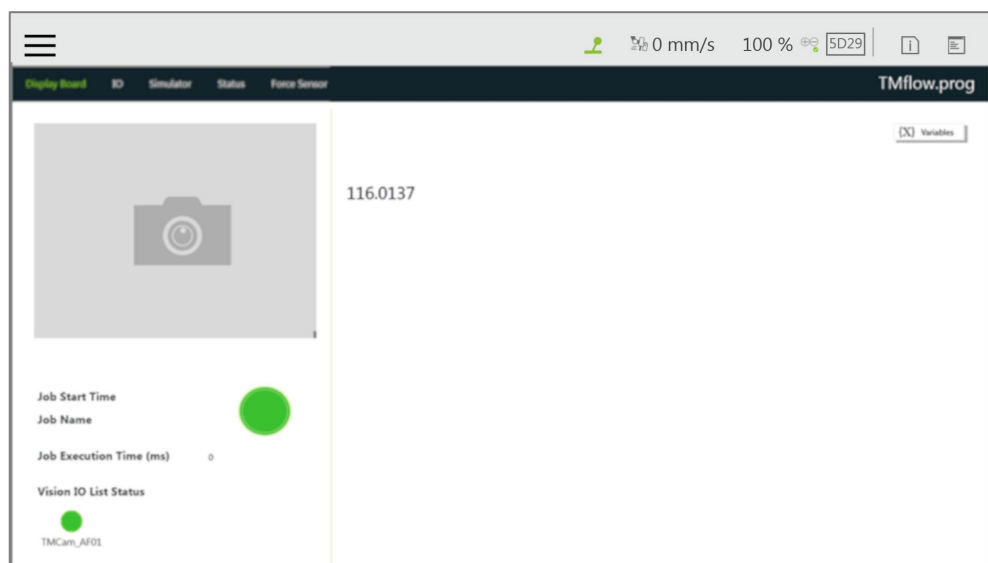 0 mm/s 100 % 5D29
Display Board IO Simulator Status Force Sensor TMflow.prog
{X} Variables
116.0137
Job Start Time
Job Name
Job Execution Time (ms) 0
Vision IO List Status
TMCam_AF01